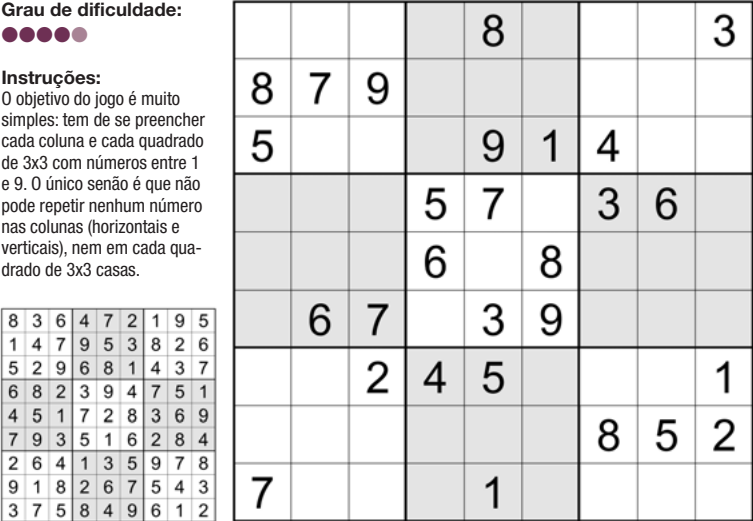 Grau de dificuldade:
Instruções:
O objetivo do jogo é muito
simples: tem de se preencher
cada coluna e cada quadrado
de 3x3 com números entre 1
e 9. O único senão é que não
pode repetir nenhum número
nas colunas (horizontais e
verticais), nem em cada qua-
drado de 3x3 casas.
8 3 6 4 7 2 1 9 5
1 4 7 9 5 3 8 2 6
5 2 9 6 8 1 4 3 7
6 8 2 3 9 4 7 5 1
4 5 1 7 2 8 3 6 9
7 9 3 5 1 6 2 8 4
2 6 4 1 3 5 9 7 8
9 1 8 2 6 7 5 4 3
3 7 5 8 4 9 6 1 2
8 3
8 7 9
5 9 1 4
5 7 3 6
6 8
6 7 3 9
2 4 5 1
8 5 2
7 1